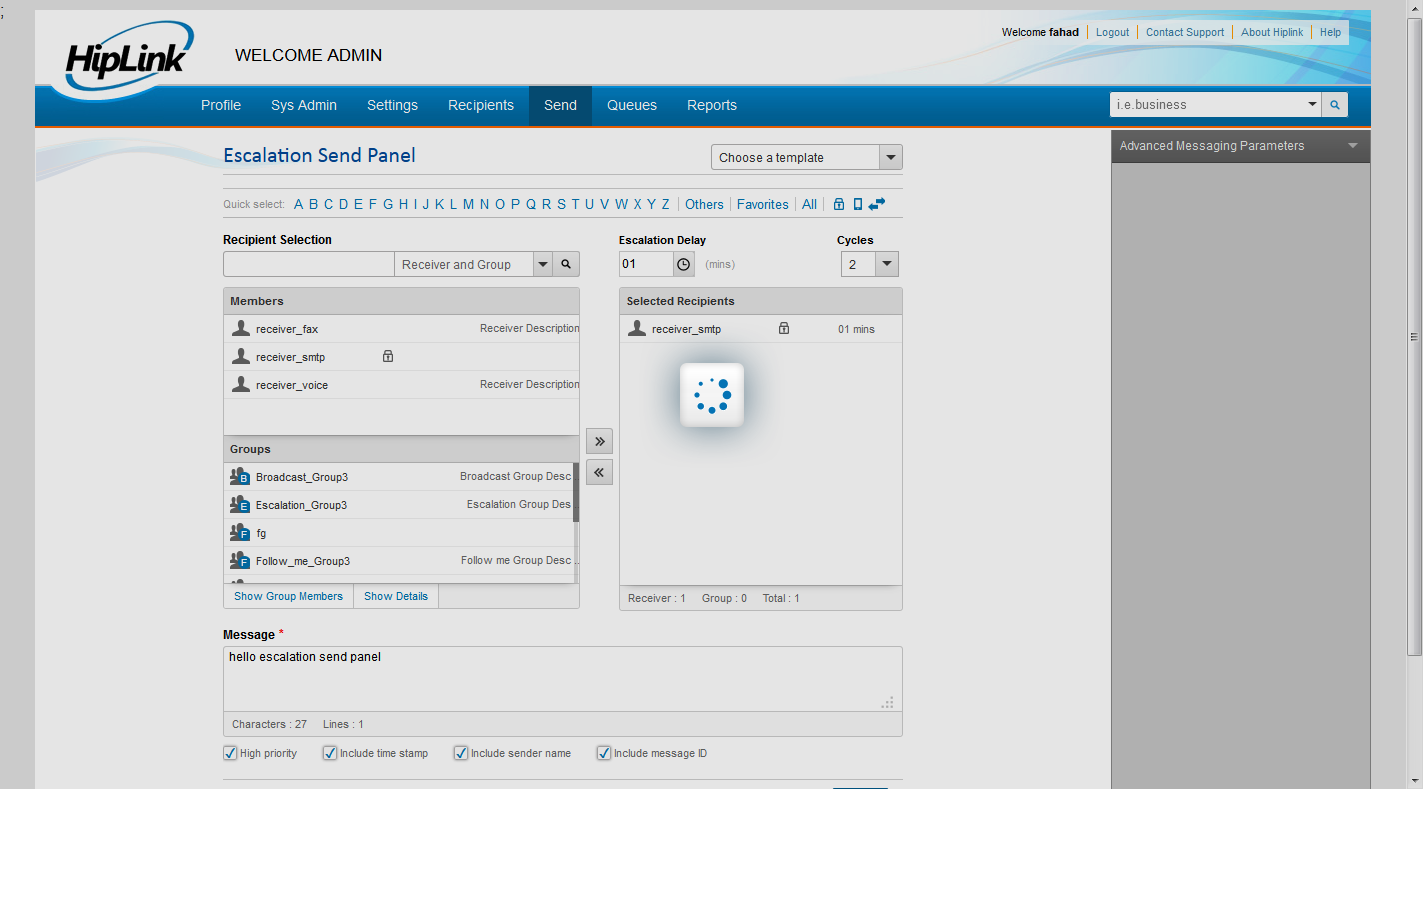 ;
HipLink
WELCOME ADMIN
Welcome fahad Logout Contact Support About Hiplink Help
Profile Sys Admin Settings Recipients Send Queues Reports
i.e.business
Escalation Send Panel
Choose a template
Advanced Messaging Parameters
Quick select: A B C D E F G H I J K L M N O P Q R S T U V W X Y Z Others Favorites All
Recipient Selection
Escalation Delay
Cycles
Receiver and Group
01 (mins)
2
Members
receiver_fax Receiver Description
receiver_smtp
receiver_voice Receiver Description
Groups
B Broadcast_Group3 Broadcast Group Desc ..
E Escalation_Group3 Escalation Group Des ..
F fg
F Follow_me_Group3 Follow me Group Desc ..
Show Group Members Show Details
Selected Recipients
receiver_smtp 01 mins
Receiver : 1 Group : 0 Total : 1
Message *
hello escalation send panel
Characters : 27 Lines : 1
High priority Include time stamp Include sender name Include message ID